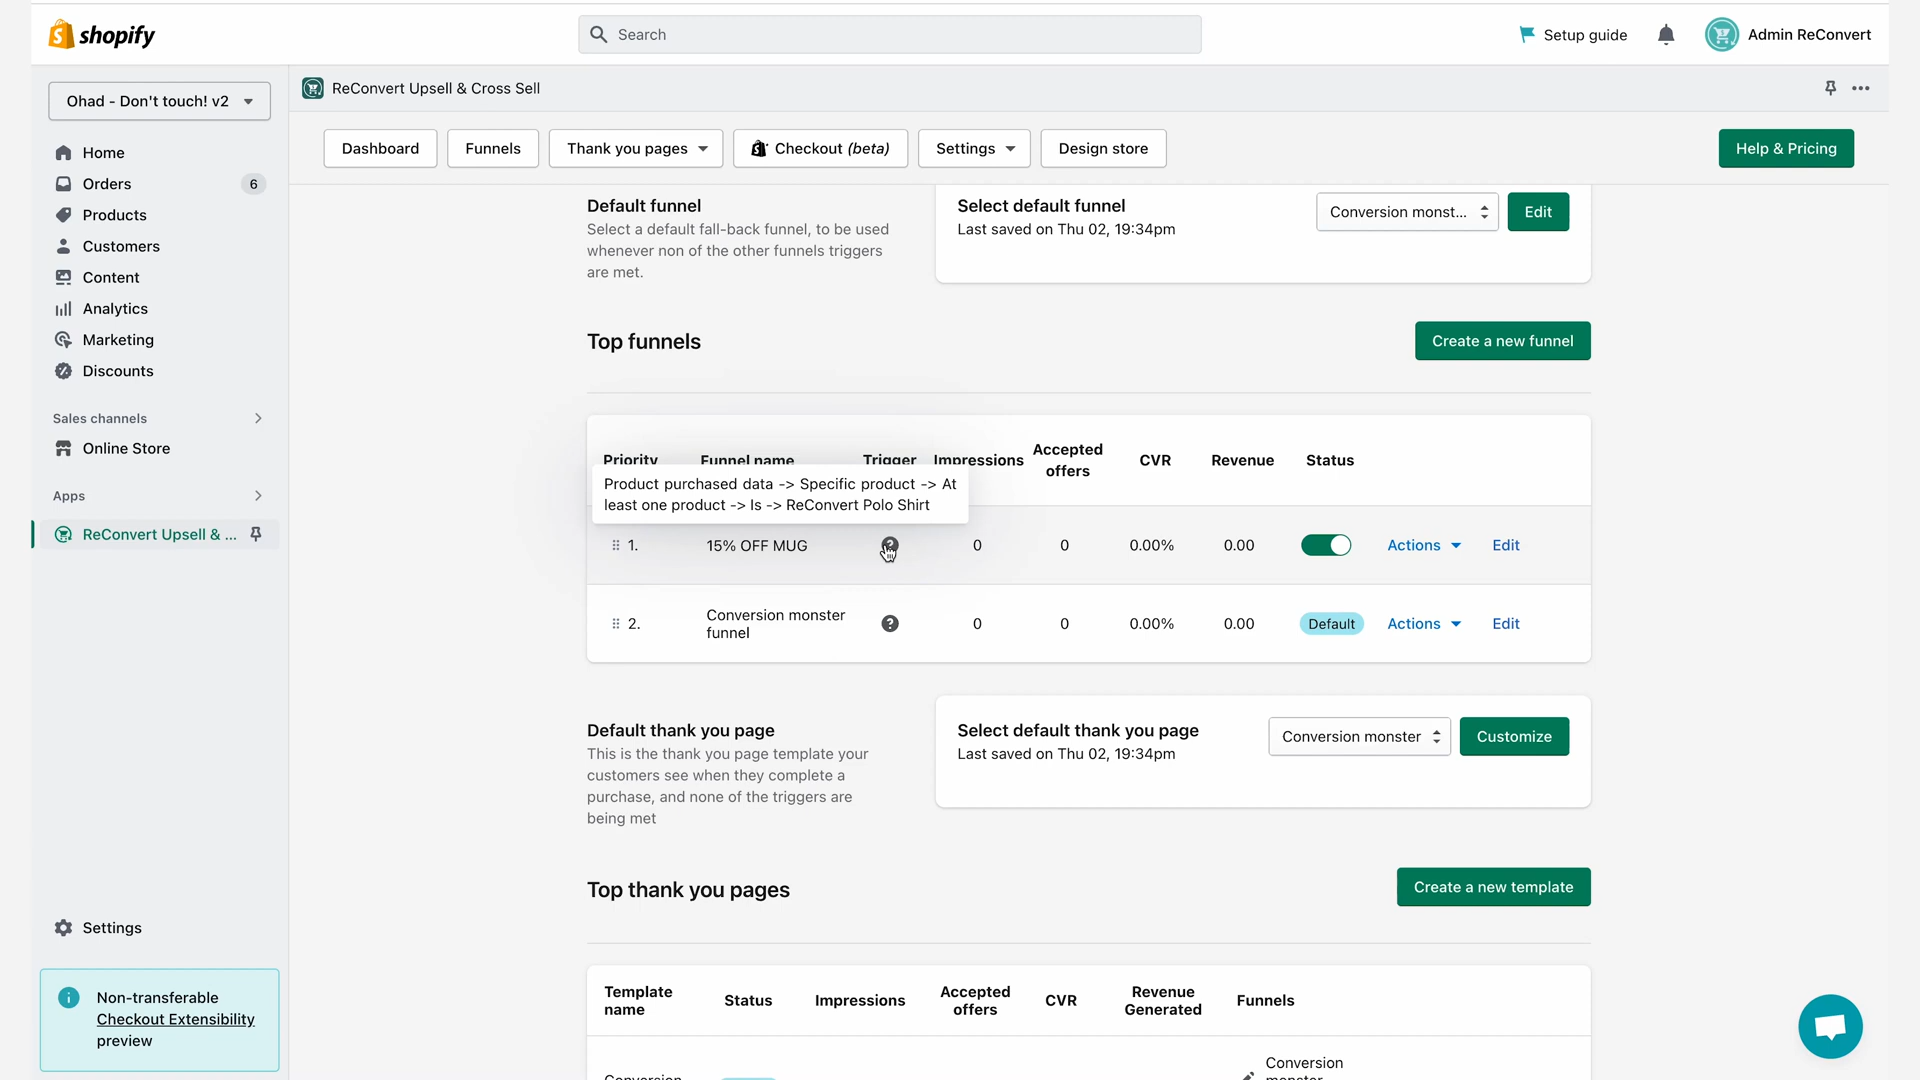 shopify
Search
Setup guide
Admin ReConvert
Ohad - Don't touch! v2
ReConvert Upsell & Cross Sell
Dashboard
Funnels
Thank you pages
Checkout (beta)
Settings
Design store
Help & Pricing
Home
Orders
6
Products
Customers
Content
Analytics
Marketing
Discounts
Sales channels
Online Store
Apps
ReConvert Upsell & ...
Settings
Non-transferable
Checkout Extensibility
preview
Default funnel
Select a default fall-back funnel, to be used
whenever non of the other funnels triggers
are met.
Select default funnel
Last saved on Thu 02, 19:34pm
Conversion monst...
Edit
Top funnels
Create a new funnel
Priority
Funnel name
Trigger
Impressions
Accepted
offers
CVR
Revenue
Status
Product purchased data -> Specific product -> At
least one product -> Is -> ReConvert Polo Shirt
1.
15% OFF MUG
0
0
0.00%
0.00
Actions
Edit
2.
Conversion monster
funnel
?
0
0
0.00%
0.00
Default
Actions
Edit
Default thank you page
This is the thank you page template your
customers see when they complete a
purchase, and none of the triggers are
being met
Select default thank you page
Last saved on Thu 02, 19:34pm
Conversion monster
Customize
Top thank you pages
Create a new template
Template
name
Status
Impressions
Accepted
offers
CVR
Revenue
Generated
Funnels
Conversion
Conversion
monster